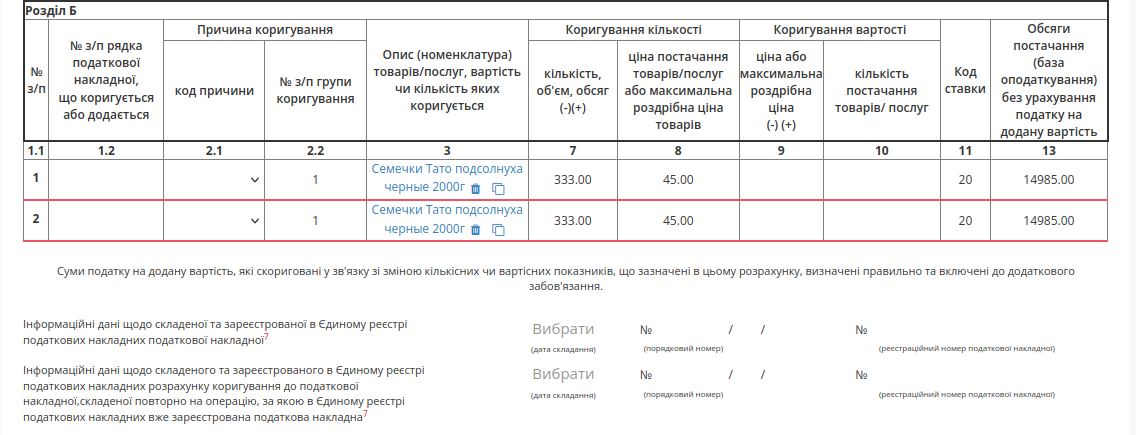 Розділ Б
№
з/п
№ з/п рядка
податкової
накладної,
що коригується
або додається
Причина коригування
код причини
№ з/п групи
коригування
Опис (номенклатура)
товарів/послуг, вартість
чи кількість яких
коригується
Коригування кількості
кількість,
об'єм, обсяг
(-)(+)
ціна постачання
товарів/послуг
або максимальна
роздрібна ціна
товарів
Коригування вартості
ціна або
максимальна
роздрібна
ціна
(-) (+)
кількість
постачання
товарів/ послуг
Код
ставки
Обсяги
постачання
(база
оподаткування)
без урахування
податку на
додану вартість
1.1 1.2 2.1 2.2 3 7 8 9 10 11 13
1 1 Семечки Тато подсолнуха
черные 2000г 333.00 45.00 20 14985.00
2 1 Семечки Тато подсолнуха
черные 2000г 333.00 45.00 20 14985.00
Суми податку на додану вартість, які скориговані у зв'язку зі зміною кількісних чи вартісних показників, що зазначені в цьому розрахунку, визначені правильно та включені до додаткового
забов'язання.
Інформаційні дані щодо складеної та зареєстрованої в Єдиному реєстрі
податкових накладних податкової накладної7
Вибрати № / / №
(дата складання) (порядковий номер) (реєстраційний номер податкової накладної)
Інформаційні дані щодо складеного та зареєстрованого в Єдиному реєстрі
податкових накладних розрахунку коригування до податкової
накладної,складеної повторно на операцію, за якою в Єдиному реєстрі
податкових накладних вже зареєстрована податкова накладна7
Вибрати № / / №
(дата складання) (порядковий номер) (реєстраційний номер податкової накладної)